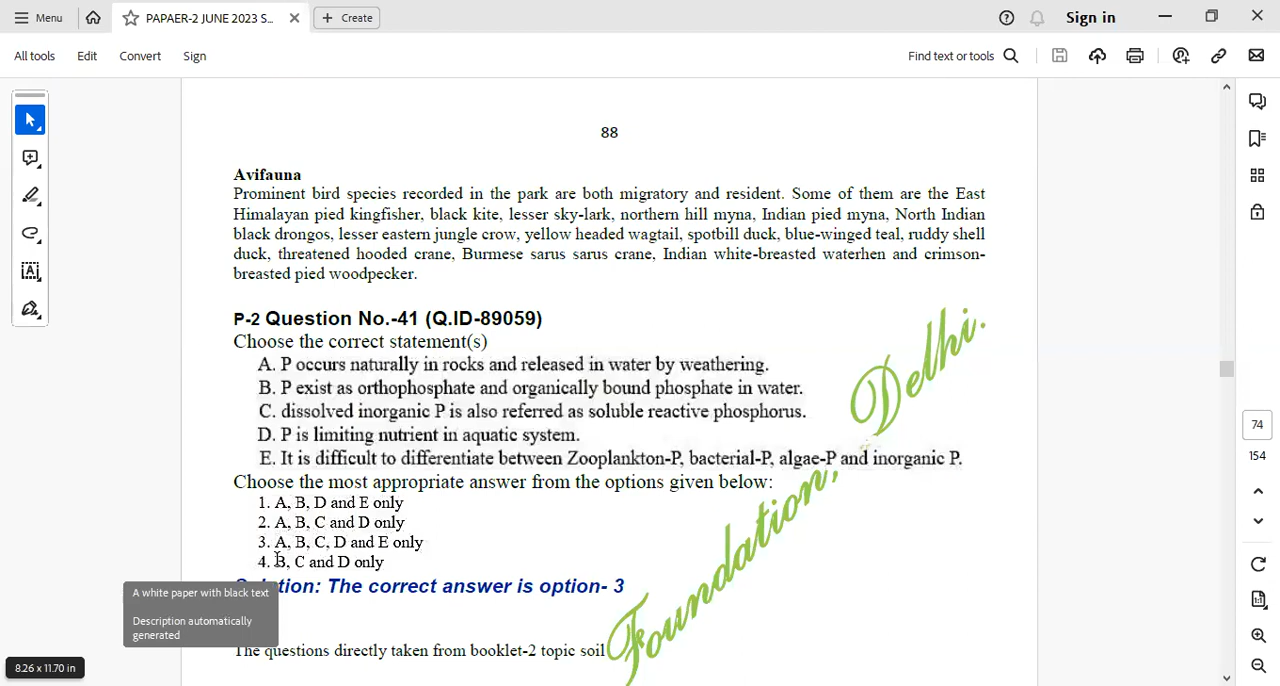 Menu
PAPAER-2 JUNE 2023 S...
Create
Sign in
All tools
Edit
Convert
Sign
Find text or tools
88
Avifauna
Prominent bird species recorded in the park are both migratory and resident. Some of them are the East
Himalayan pied kingfisher, black kite, lesser sky-lark, northern hill myna, Indian pied myna, North Indian
black drongos, lesser eastern jungle crow, yellow headed wagtail, spotbill duck, blue-winged teal, ruddy shell
duck, threatened hooded crane, Burmese sarus sarus crane, Indian white-breasted waterhen and crimson-
breasted pied woodpecker.
P-2 Question No.-41 (Q.ID-89059)
Choose the correct statement(s)
A. P occurs naturally in rocks and released in water by weathering.
B. P exist as orthophosphate and organically bound phosphate in water.
C. dissolved inorganic P is also referred as soluble reactive phosphorus.
D. P is limiting nutrient in aquatic system.
E. It is difficult to differentiate between Zooplankton-P, bacterial-P, algae-P and inorganic P.
Choose the most appropriate answer from the options given below:
1. A, B, D and E only
2. A, B, C and D only
3. A, B, C, D and E only
4. B, C and D only
Solution: The correct answer is option- 3
The questions directly taken from booklet-2 topic soil
Foundation, Delhi.
A white paper with black text
Description automatically
generated
8.26 x 11.70 in
74
154